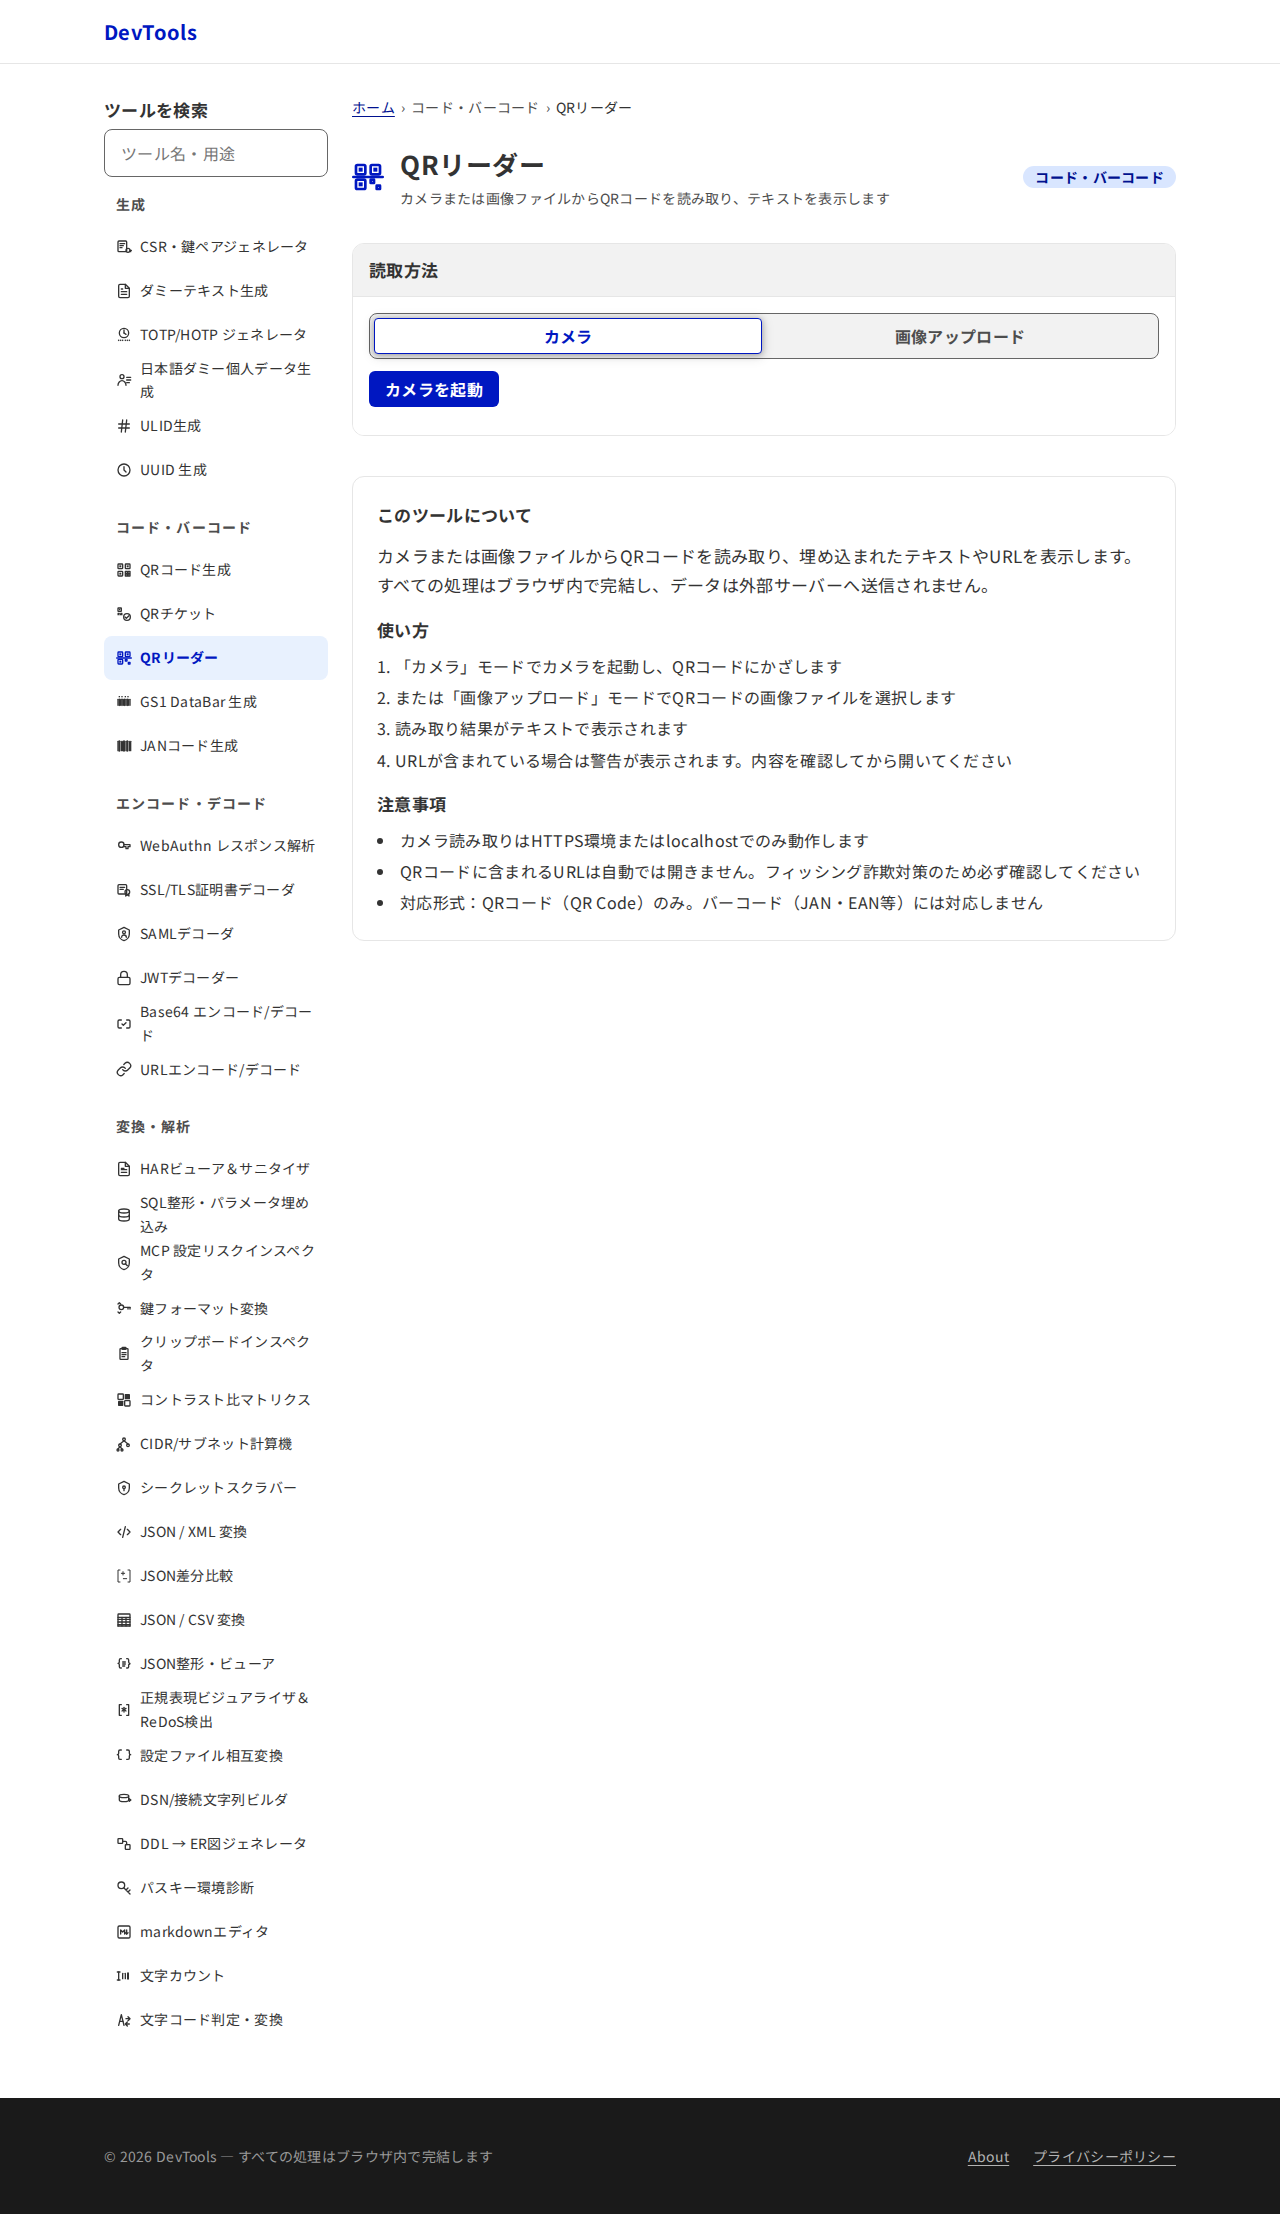 DevTools
ツールを検索
ツール名・用途
生成
CSR・鍵ペアジェネレータ
ダミーテキスト生成
TOTP/HOTP ジェネレータ
日本語ダミー個人データ生
成
ULID生成
UUID 生成
コード・バーコード
QRコード生成
QRチケット
QRリーダー
GS1 DataBar 生成
JANコード生成
エンコード・デコード
WebAuthn レスポンス解析
SSL/TLS証明書デコーダ
SAMLデコーダ
JWTデコーダー
Base64 エンコード/デコー
ド
URLエンコード/デコード
変換・解析
HARビューア＆サニタイザ
SQL整形・パラメータ埋め
込み
MCP 設定リスクインスペク
タ
鍵フォーマット変換
クリップボードインスペク
タ
コントラスト比マトリクス
CIDR/サブネット計算機
シークレットスクラバー
JSON / XML 変換
JSON差分比較
JSON / CSV 変換
JSON整形・ビューア
正規表現ビジュアライザ＆
ReDoS検出
設定ファイル相互変換
DSN/接続文字列ビルダ
DDL → ER図ジェネレータ
パスキー環境診断
markdownエディタ
文字カウント
文字コード判定・変換
ホーム › コード・バーコード › QRリーダー
QRリーダー
カメラまたは画像ファイルからQRコードを読み取り、テキストを表示します
コード・バーコード
読取方法
カメラ
画像アップロード
カメラを起動
このツールについて
カメラまたは画像ファイルからQRコードを読み取り、埋め込まれたテキストやURLを表示します。
すべての処理はブラウザ内で完結し、データは外部サーバーへ送信されません。
使い方
1. 「カメラ」モードでカメラを起動し、QRコードにかざします
2. または「画像アップロード」モードでQRコードの画像ファイルを選択します
3. 読み取り結果がテキストで表示されます
4. URLが含まれている場合は警告が表示されます。内容を確認してから開いてください
注意事項
• カメラ読み取りはHTTPS環境またはlocalhostでのみ動作します
• QRコードに含まれるURLは自動では開きません。フィッシング詐欺対策のため必ず確認してください
• 対応形式：QRコード（QR Code）のみ。バーコード（JAN・EAN等）には対応しません
© 2026 DevTools — すべての処理はブラウザ内で完結します
About
プライバシーポリシー